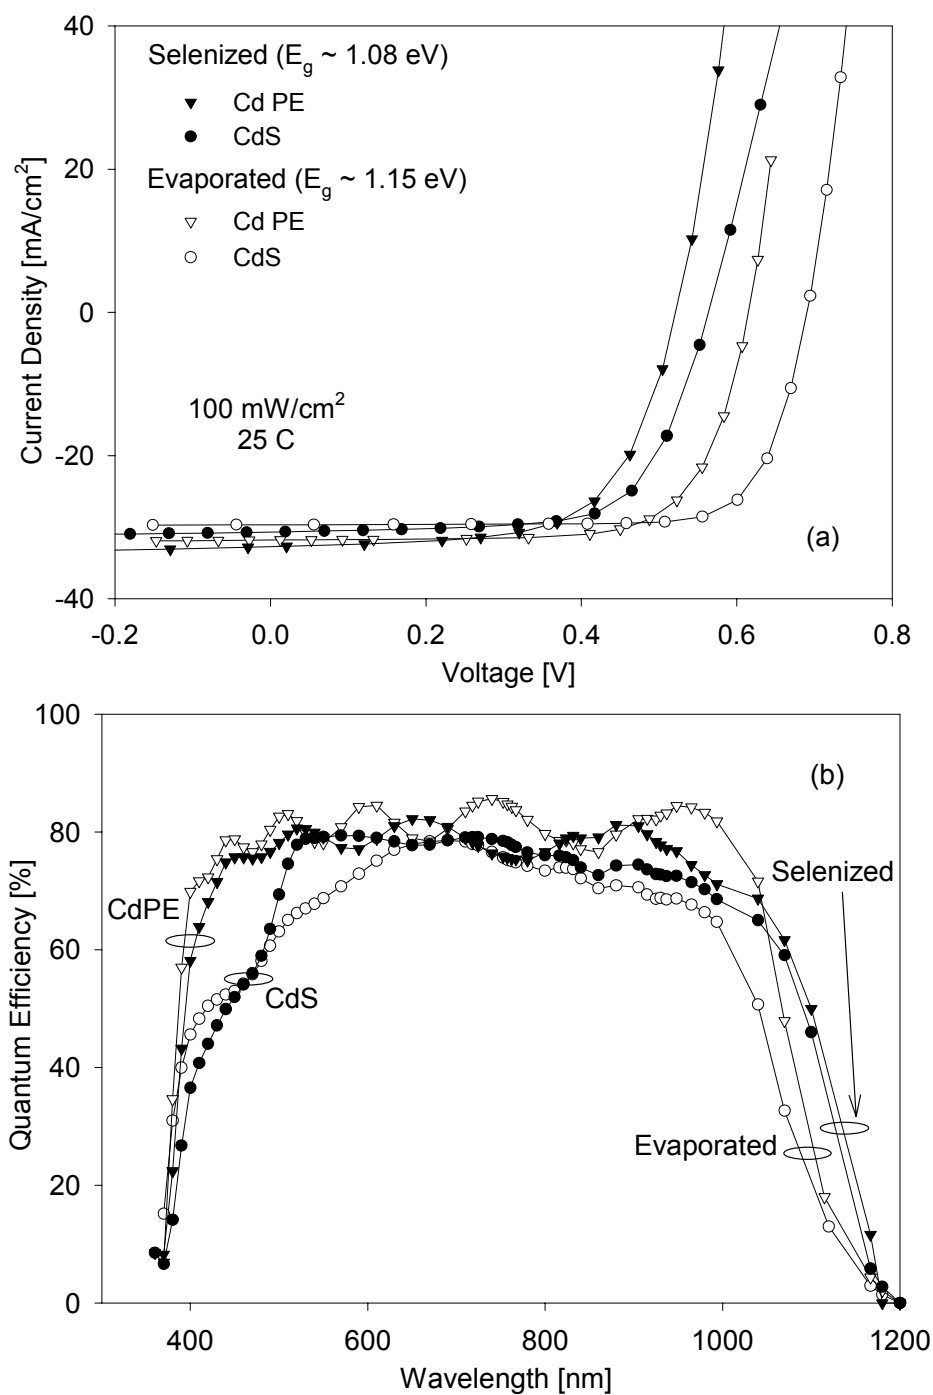 40
20
0
-20
-40
Current Density [mA/cm²]
Selenized (E_g ~ 1.08 eV)
Cd PE
CdS
Evaporated (E_g ~ 1.15 eV)
Cd PE
CdS
100 mW/cm²
25 C
(a)
-0.2 0.0 0.2 0.4 0.6 0.8
Voltage [V]
100
80
60
40
20
0
Quantum Efficiency [%]
(b)
Selenized
CdPE
CdS
Evaporated
400 600 800 1000 1200
Wavelength [nm]